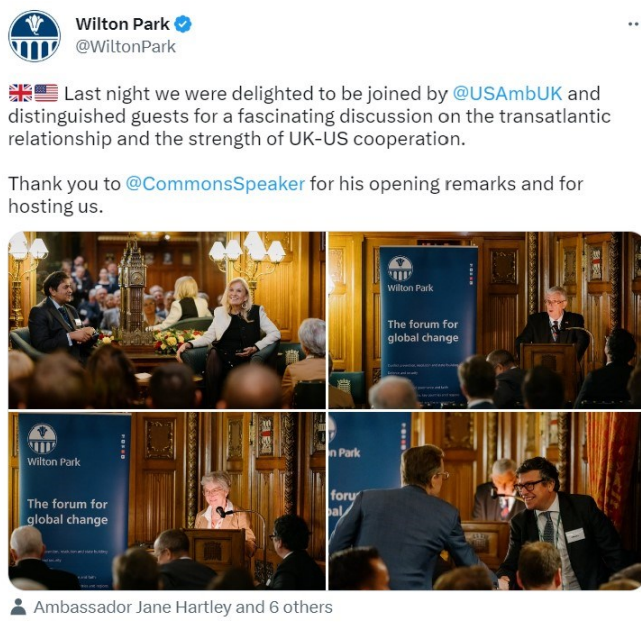 Wilton Park
@WiltonPark
Last night we were delighted to be joined by @USAmbUK and
distinguished guests for a fascinating discussion on the transatlantic
relationship and the strength of UK-US cooperation.
Thank you to @CommonsSpeaker for his opening remarks and for
hosting us.
Wilton Park
The forum for
global change
Wilton Park
The forum for
global change
n Park
foru
Ambassador Jane Hartley and 6 others